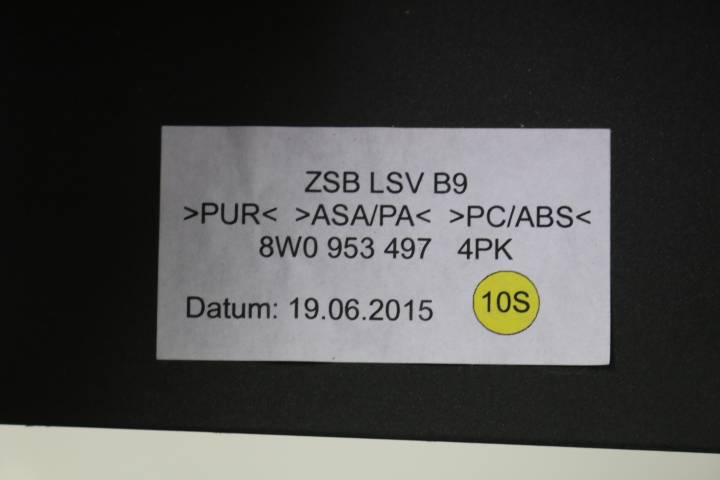 ZSB LSV B9
>PUR< >ASA/PA< >PC/ABS<
8W0 953 497 4PK
Datum: 19.06.2015
10S